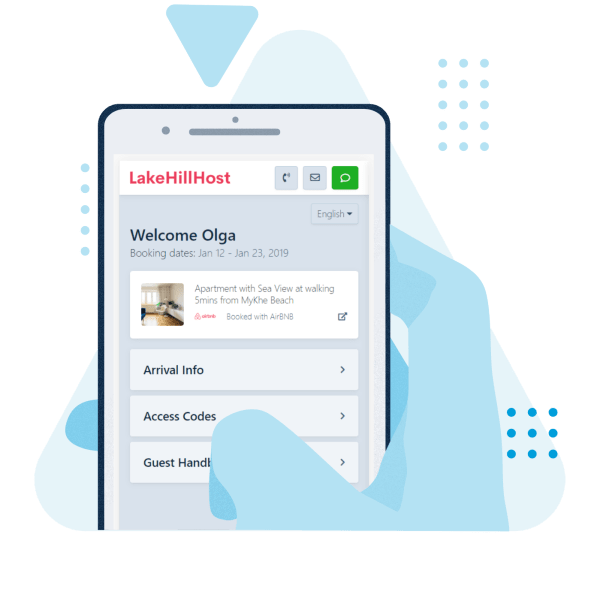 LakeHillHost
English
Welcome Olga
Booking dates: Jan 12 - Jan 23, 2019
Apartment with Sea View at walking
5mins from MyKhe Beach
airbnb Booked with AirBNB
Arrival Info
Access Codes
Guest Handb